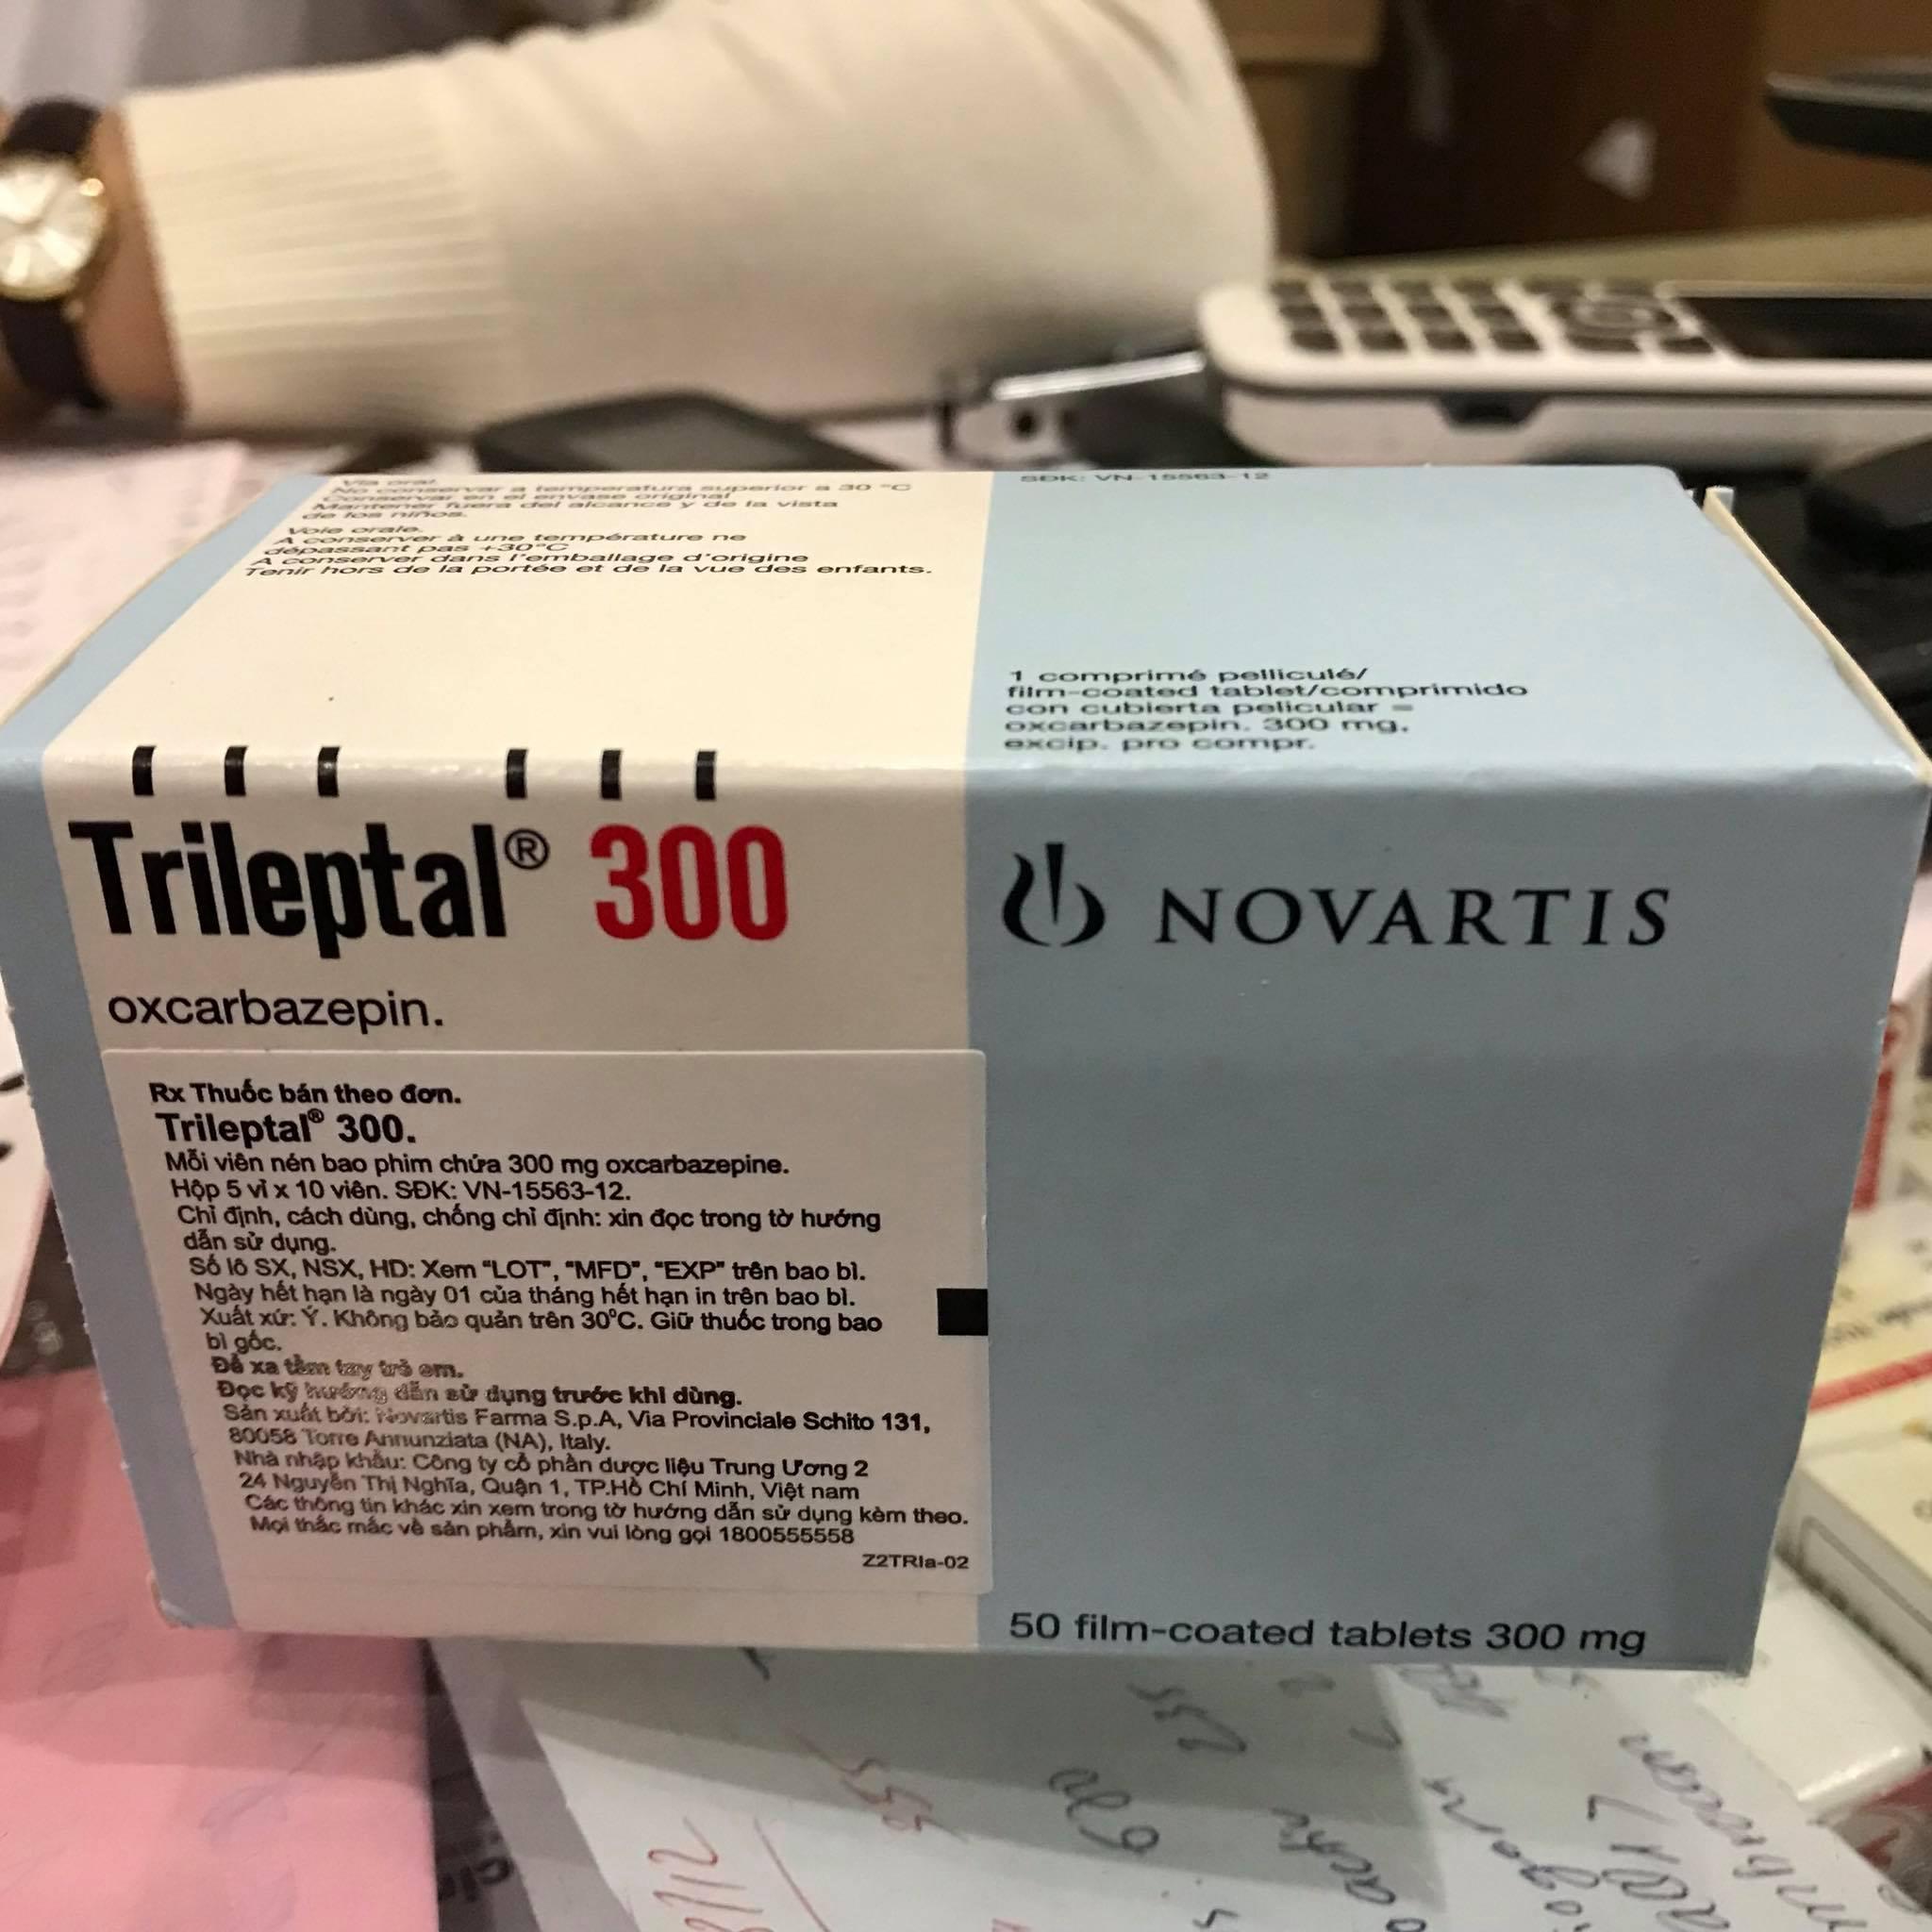 Via oral.
No conservar a temperatura superior a 30 °C
Conservar en el envase original
Mantener fuera del alcance y de la vista
de los niños.
Voie orale.
A conserver à une température ne
dépassant pas +30°C
A conserver dans l'emballage d'origine
Tenir hors de la portée et de la vue des enfants.
SĐK: VN-15563-12
1 comprimé pelliculé/
film-coated tablet/comprimido
con cubierta pelicular =
oxcarbazepin. 300 mg,
excip. pro compr.
Trileptal® 300
oxcarbazepin.
NOVARTIS
Rx Thuốc bán theo đơn.
Trileptal® 300.
Mỗi viên nén bao phim chứa 300 mg oxcarbazepine.
Hộp 5 vỉ x 10 viên. SĐK: VN-15563-12.
Chỉ định, cách dùng, chống chỉ định: xin đọc trong tờ hướng
dẫn sử dụng.
Số lô SX, NSX, HD: Xem "LOT", "MFD", "EXP" trên bao bì.
Ngày hết hạn là ngày 01 của tháng hết hạn in trên bao bì.
Xuất xứ: Ý. Không bảo quản trên 30°C. Giữ thuốc trong bao
bì gốc.
Để xa tầm tay trẻ em.
Đọc kỹ hướng dẫn sử dụng trước khi dùng.
Sản xuất bởi: Novartis Farma S.p.A, Via Provinciale Schito 131,
80058 Torre Annunziata (NA), Italy.
Nhà nhập khẩu: Công ty cổ phần dược liệu Trung Ương 2
24 Nguyễn Thị Nghĩa, Quận 1, TP.Hồ Chí Minh, Việt nam
Các thông tin khác xin xem trong tờ hướng dẫn sử dụng kèm theo.
Mọi thắc mắc về sản phẩm, xin vui lòng gọi 1800555558
Z2TRIa-02
50 film-coated tablets 300 mg